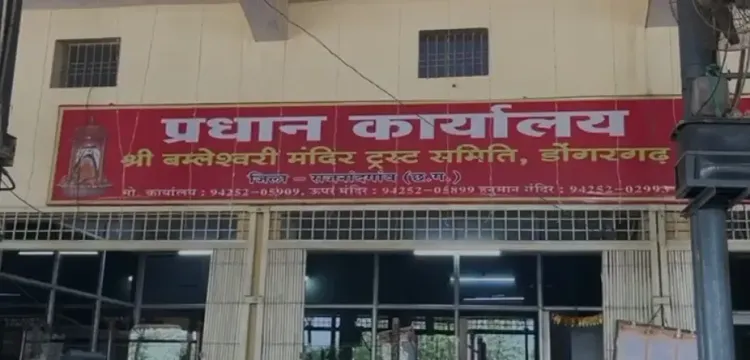 प्रधान कार्यालय
श्री बम्लेश्वरी मंदिर ट्रस्ट समिति, डोंगरगढ़
जिला - राजनांदगांव (छ.ग.)
मो. कार्यालय : 94252-05909, ऊपर मंदिर : 94252-05899 हनुमान मंदिर : 94252-02993